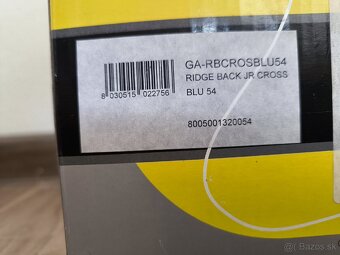 GA-RBCROSBLU54
RIDGE BACK JR CROSS
BLU 54
8 030515 022756
8005001320054
© bazos.sk